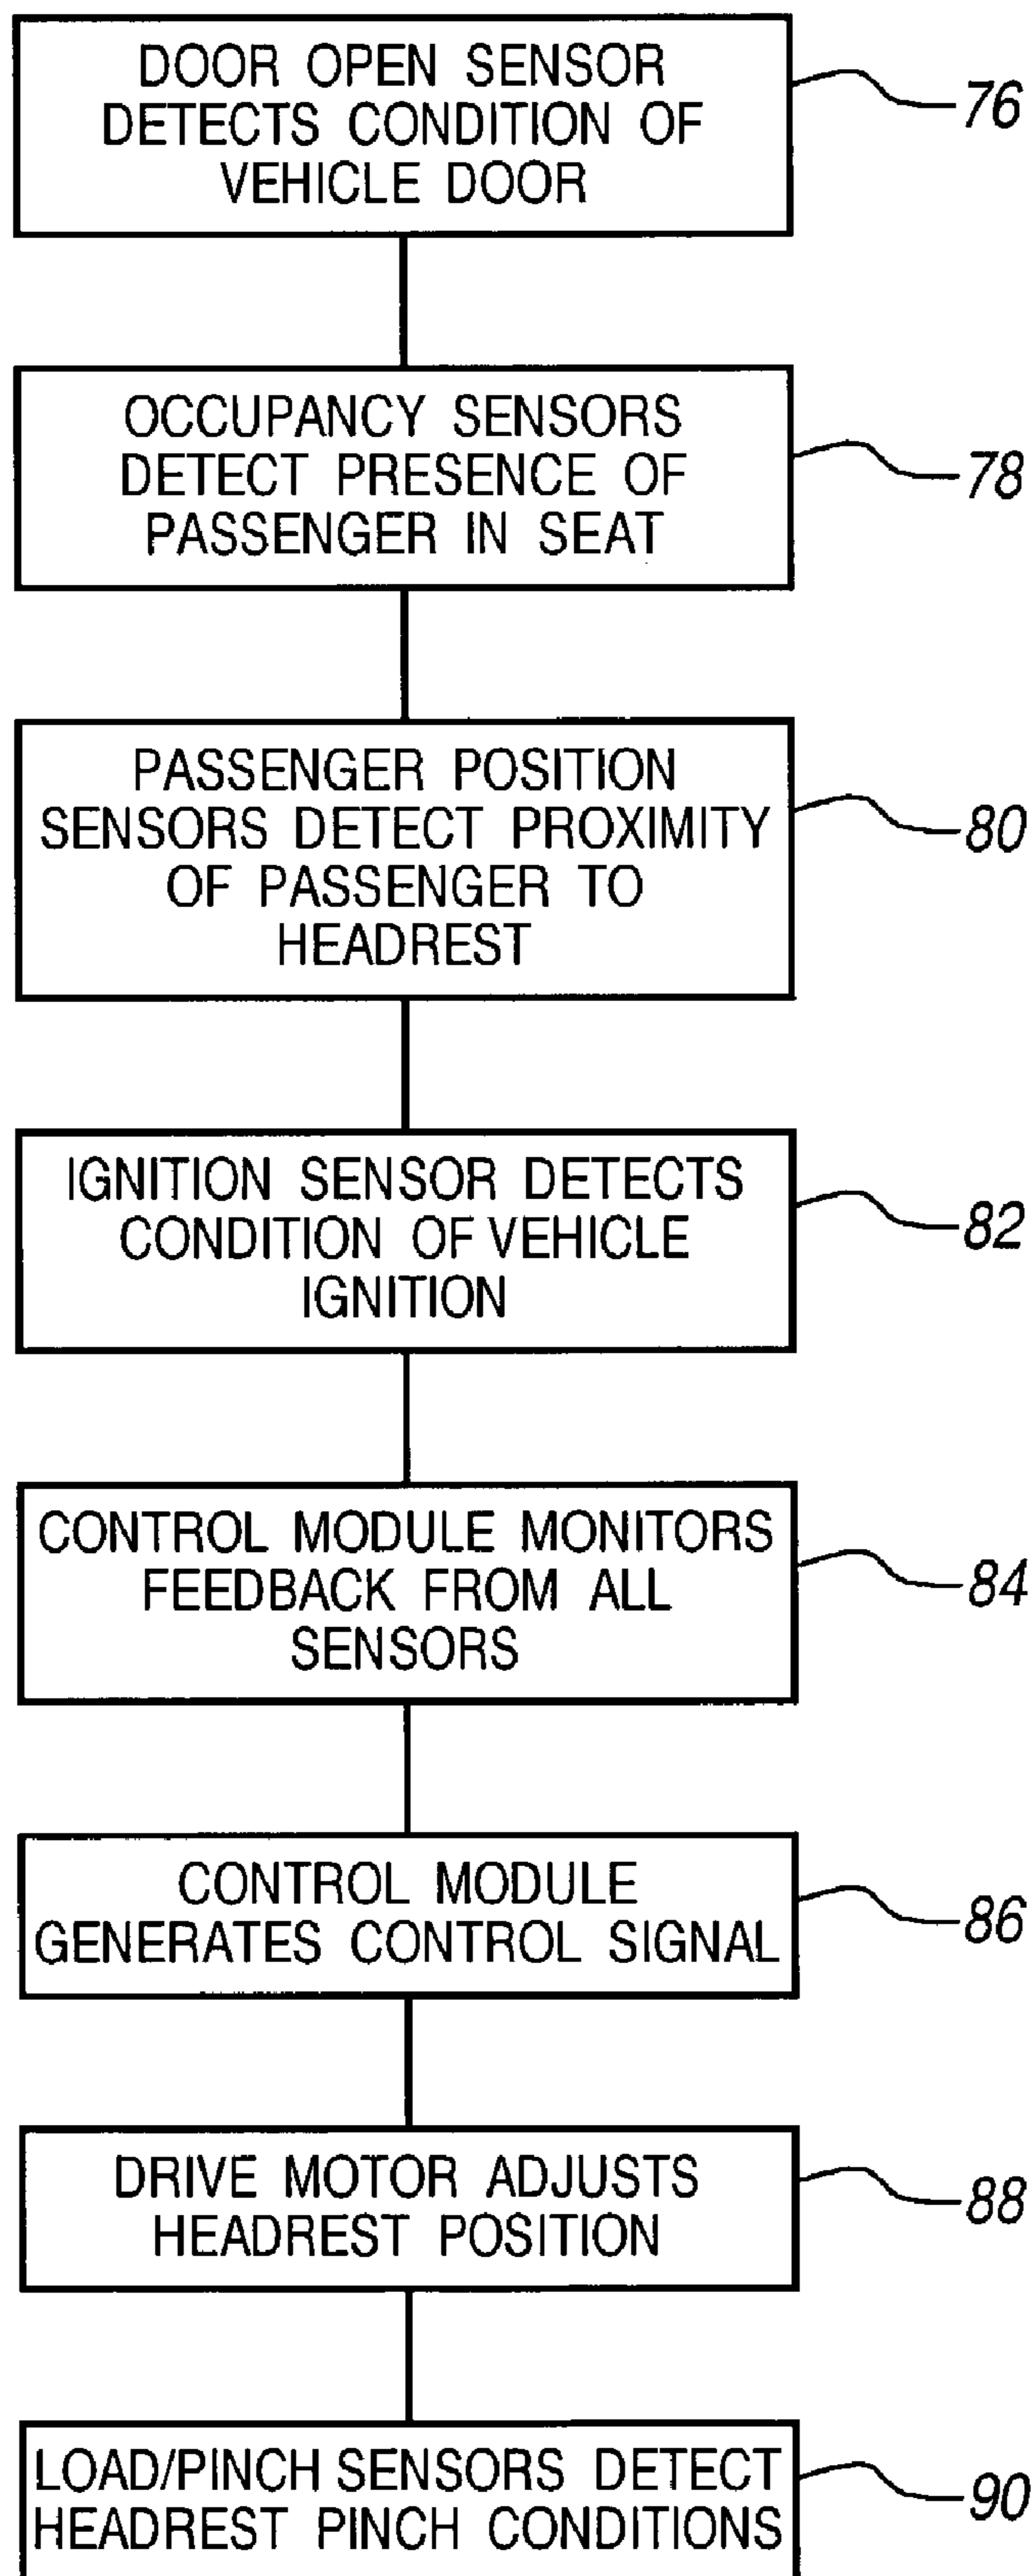 DOOR OPEN SENSOR
DETECTS CONDITION OF
VEHICLE DOOR
76
OCCUPANCY SENSORS
DETECT PRESENCE OF
PASSENGER IN SEAT
78
PASSENGER POSITION
SENSORS DETECT PROXIMITY
OF PASSENGER TO
HEADREST
80
IGNITION SENSOR DETECTS
CONDITION OF VEHICLE
IGNITION
82
CONTROL MODULE MONITORS
FEEDBACK FROM ALL
SENSORS
84
CONTROL MODULE
GENERATES CONTROL SIGNAL
86
DRIVE MOTOR ADJUSTS
HEADREST POSITION
88
LOAD/PINCH SENSORS DETECT
HEADREST PINCH CONDITIONS
90